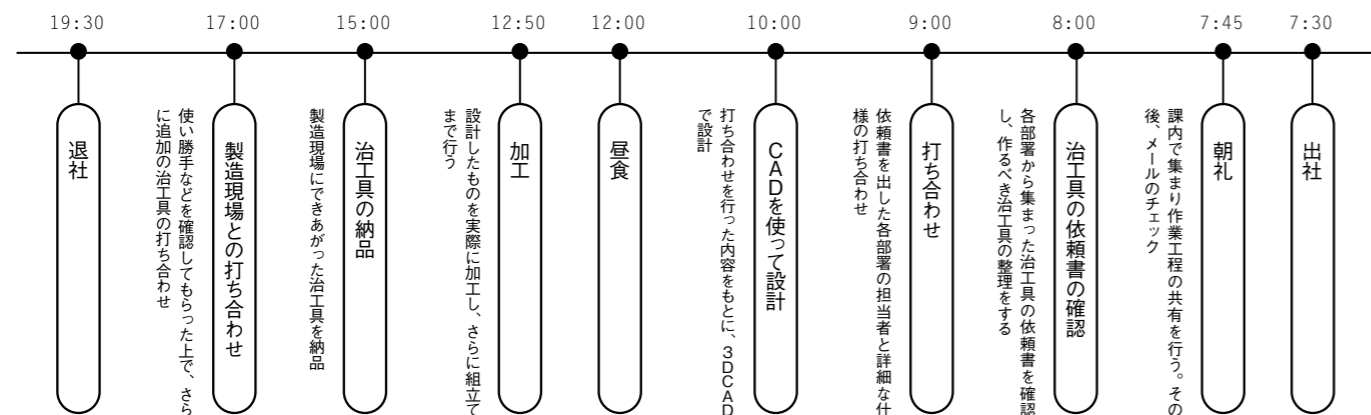 7:30
出社
7:45
朝礼
課内で集まり作業工程の共有を行う。その
後、メールのチェック
8:00
治工具の依頼書の確認
各部署から集まった治工具の依頼書を確認
し、作るべき治工具の整理をする
9:00
打ち合わせ
依頼書を出した各部署の担当者と詳細な仕
様の打ち合わせ
10:00
CADを使って設計
打ち合わせを行った内容をもとに、3DCAD
で設計
12:00
昼食
12:50
加工
設計したものを実際に加工し、さらに組立て
まで行う
15:00
治工具の納品
製造現場にできあがった治工具を納品
17:00
製造現場との打ち合わせ
使い勝手などを確認してもらった上で、さら
に追加の治工具の打ち合わせ
19:30
退社